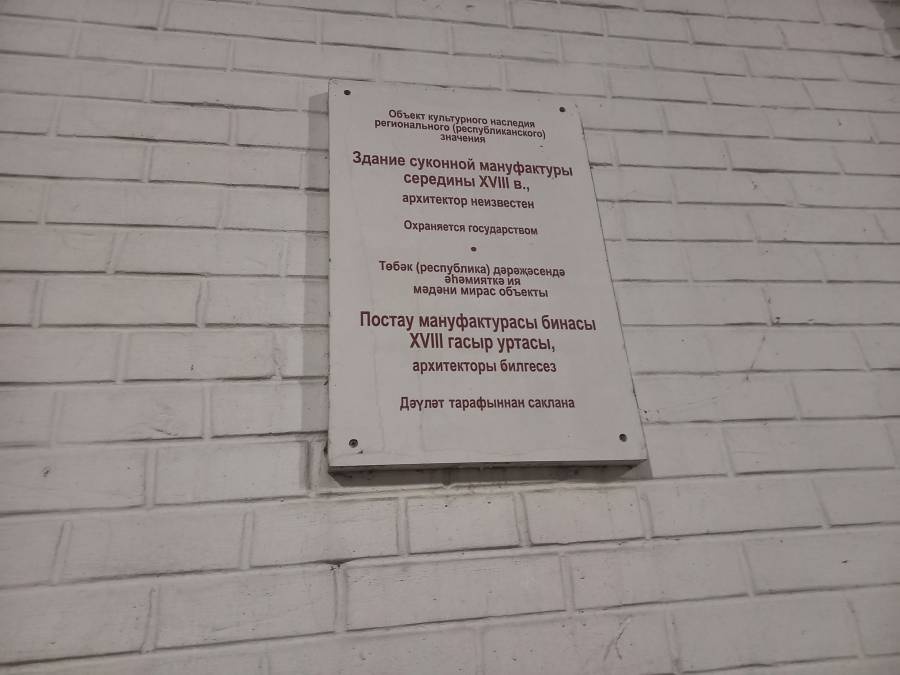 Объект культурного наследия
регионального (республиканского)
значения
Здание суконной мануфактуры
середины XVIII в.,
архитектор неизвестен
Охраняется государством
•
Төбәк (республика) дәрәҗәсендә
әһәмияткә ия
мәдәни мирас объекты
Постау мануфактурасы бинасы
XVIII гасыр уртасы,
архитекторы билгесез
Дәүләт тарафыннан саклана